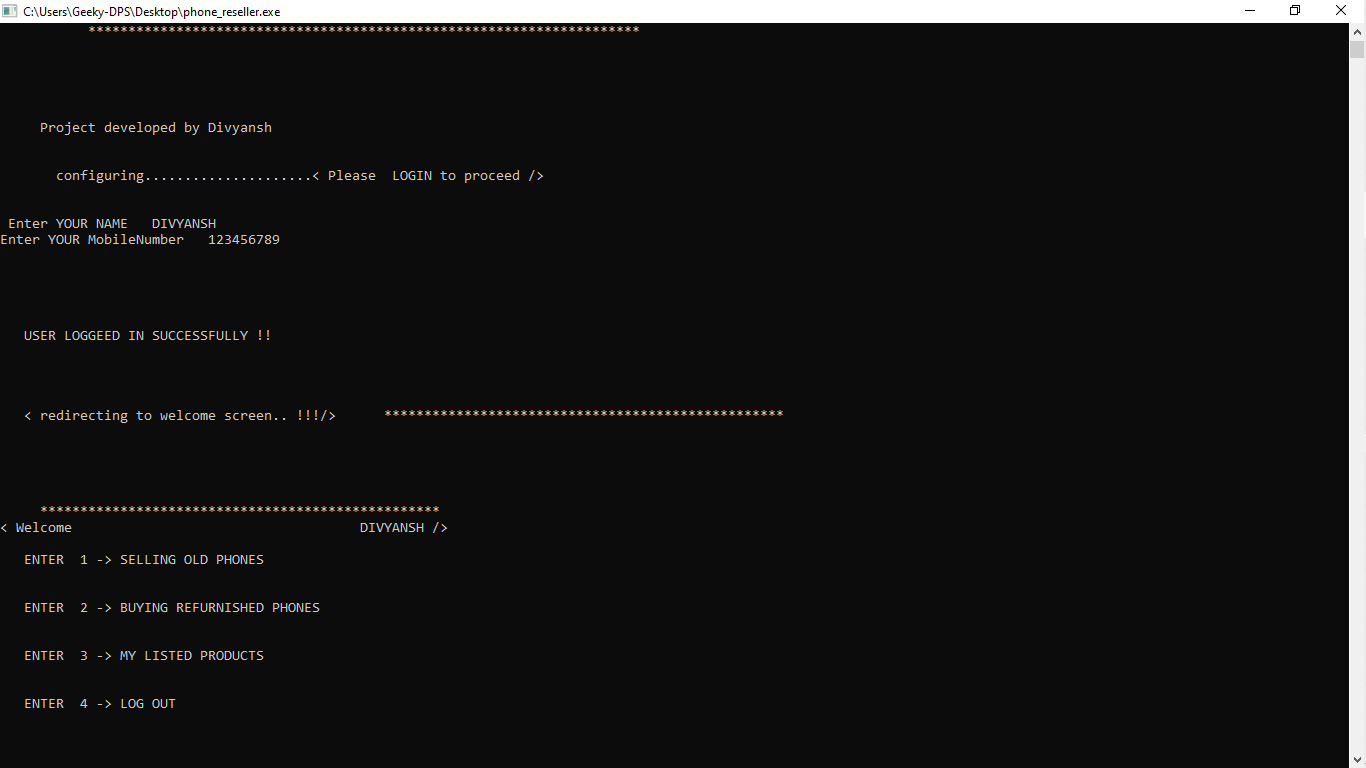 C:\Users\Geeky-DPS\Desktop\phone_reseller.exe
*********************************************************************
Project developed by Divyansh
configuring.....................< Please  LOGIN to proceed />
Enter YOUR NAME   DIVYANSH
Enter YOUR MobileNumber   123456789
USER LOGGEED IN SUCCESSFULLY !!
< redirecting to welcome screen.. !!!/>      **************************************************
**************************************************
< Welcome                                    DIVYANSH />
ENTER  1 -> SELLING OLD PHONES
ENTER  2 -> BUYING REFURNISHED PHONES
ENTER  3 -> MY LISTED PRODUCTS
ENTER  4 -> LOG OUT